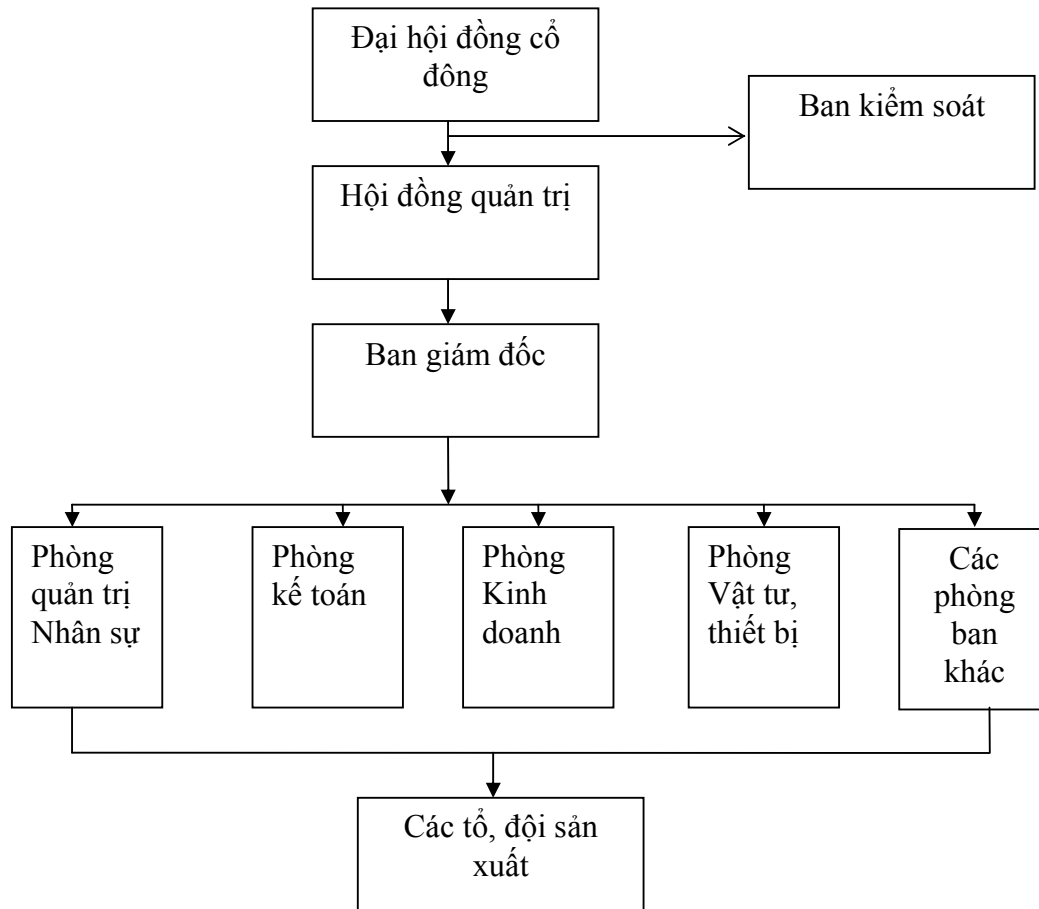 Đại hội đồng cổ
đông
Ban kiểm soát
Hội đồng quản trị
Ban giám đốc
Phòng
quản trị
Nhân sự
Phòng
kế toán
Phòng
Kinh
doanh
Phòng
Vật tư,
thiết bị
Các
phòng
ban
khác
Các tổ, đội sản
xuất